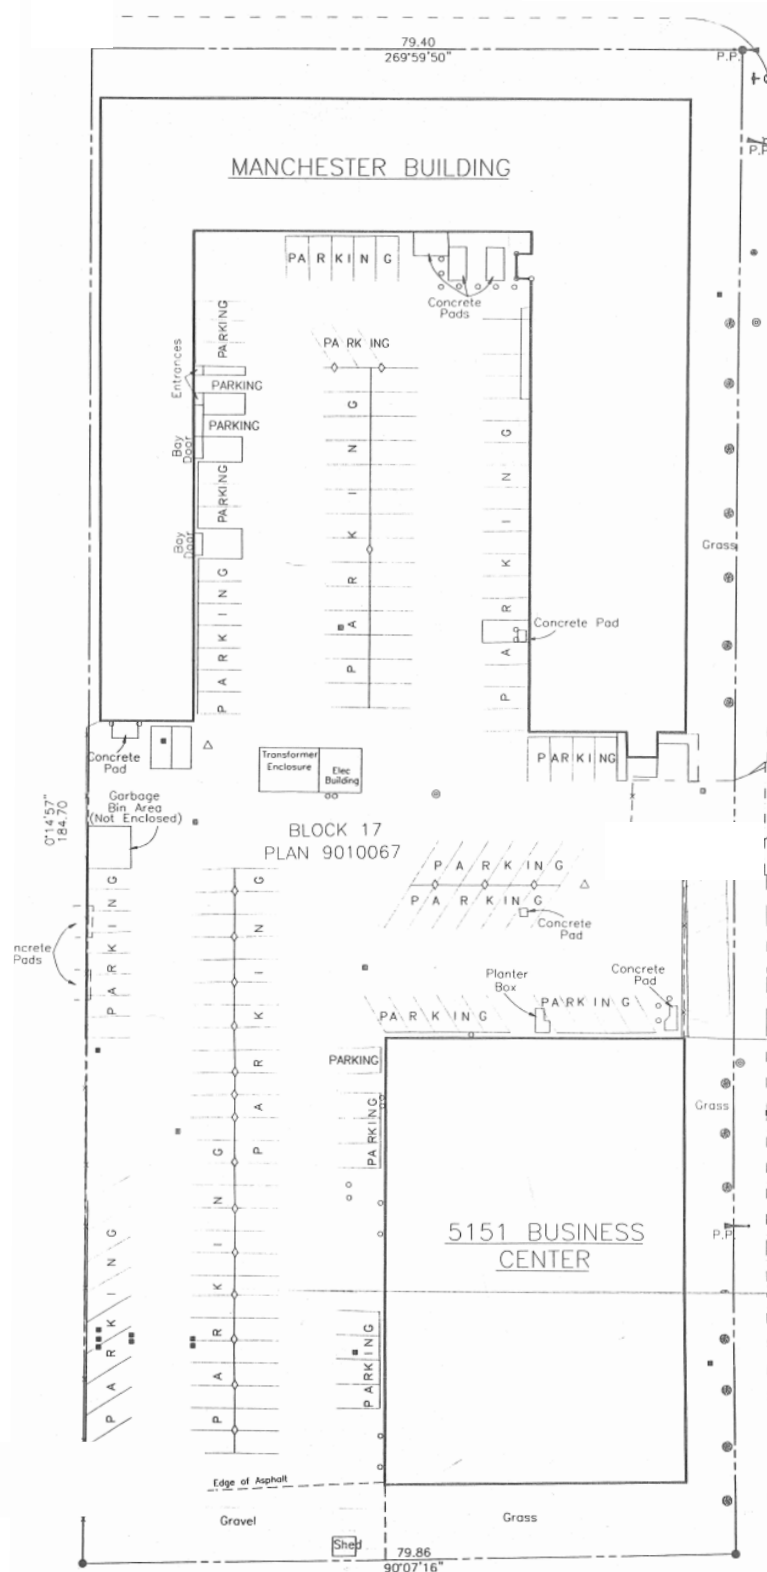 79.40
269°59'50"
P.P.
MANCHESTER BUILDING
P.P.
PARKING
Concrete
Pads
PARKING
PARKING
Entrances
PARKING
PARKING
Bay
Door
PARKING
Bay
Door
PARKING
PARKING
PARKING
Grass
Concrete Pad
Concrete
Pad
Transformer
Enclosure
Elec
Building
PARKING
Garbage
Bin Area
(Not Enclosed)
0°14'57"
184.70
BLOCK 17
PLAN 9010067
PARKING
PARKING
Concrete
Pad
ncrete
Pads
PARKING
PARKING
Planter
Box
Concrete
Pad
PARKING
PARKING
PARKING
PARKING
Grass
5151 BUSINESS
CENTER
P.P.
PARKING
PARKING
PARKING
Edge of Asphalt
Gravel
Grass
Shed
79.86
90°07'16"